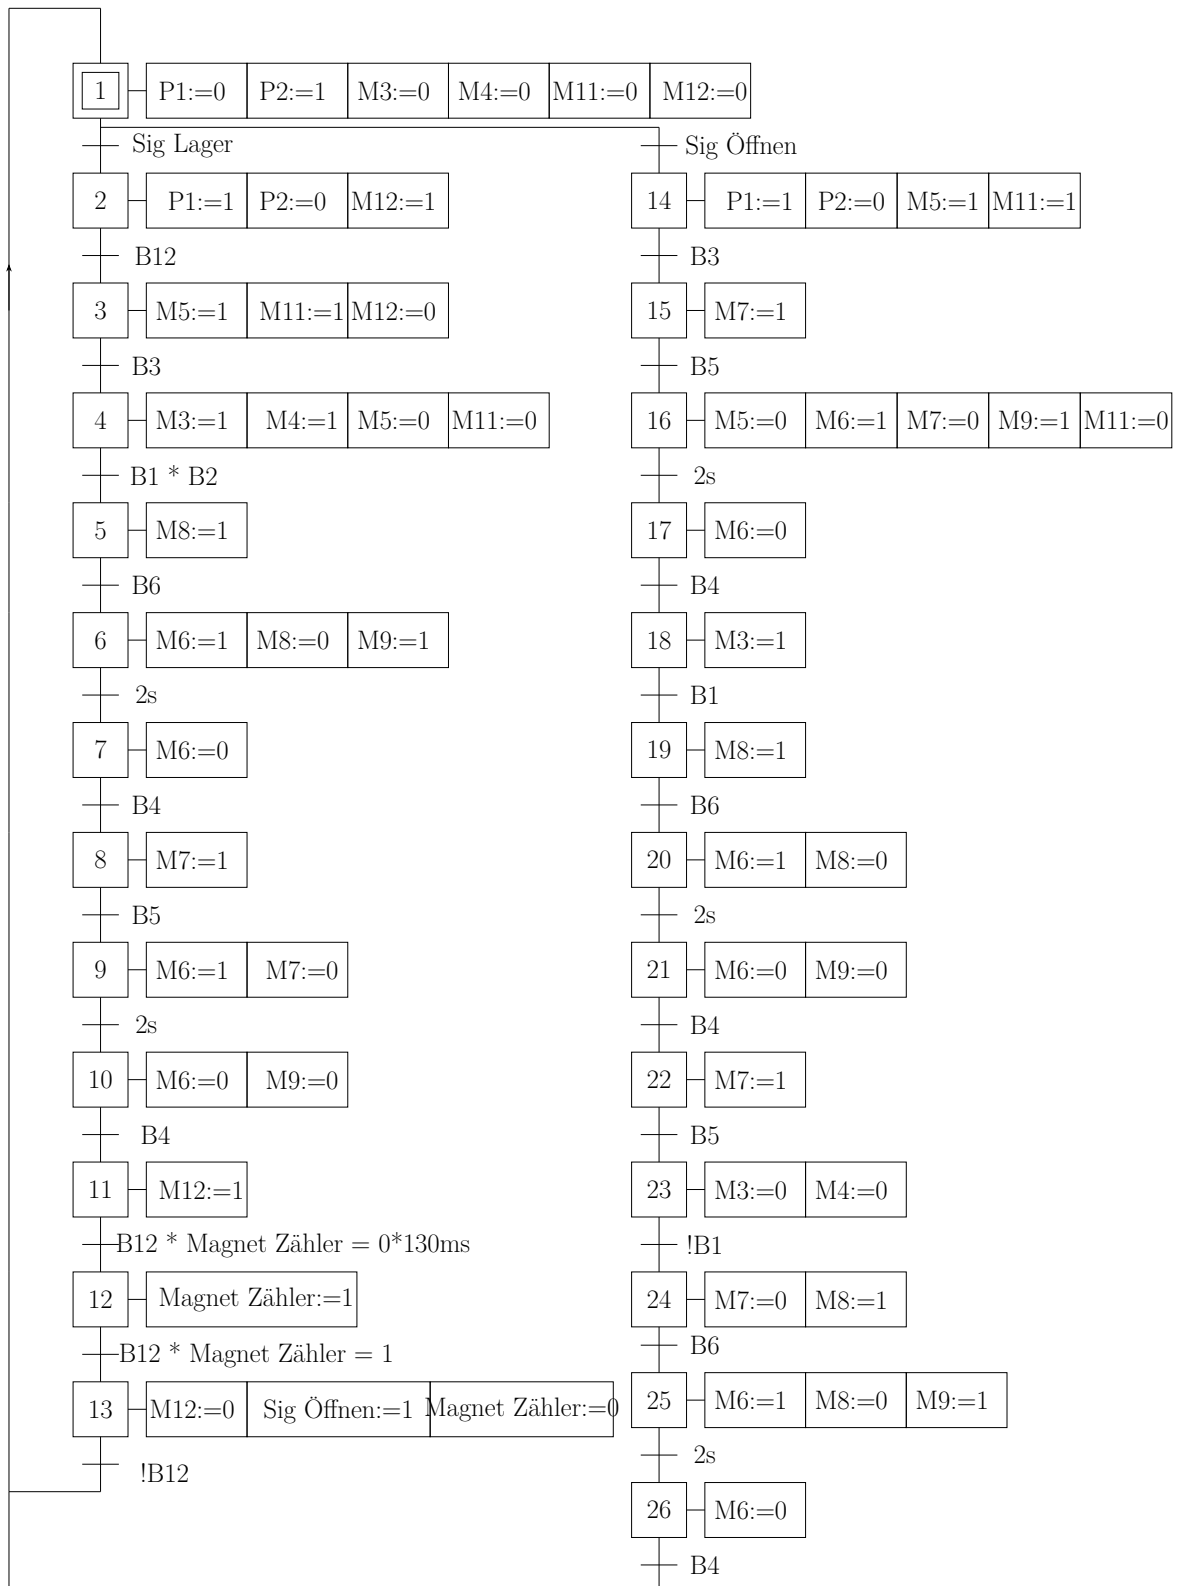 1 P1:=0 P2:=1 M3:=0 M4:=0 M11:=0 M12:=0
Sig Lager
2 P1:=1 P2:=0 M12:=1
B12
3 M5:=1 M11:=1 M12:=0
B3
4 M3:=1 M4:=1 M5:=0 M11:=0
B1 * B2
5 M8:=1
B6
6 M6:=1 M8:=0 M9:=1
2s
7 M6:=0
B4
8 M7:=1
B5
9 M6:=1 M7:=0
2s
10 M6:=0 M9:=0
B4
11 M12:=1
B12 * Magnet Zähler = 0*130ms
12 Magnet Zähler:=1
B12 * Magnet Zähler = 1
13 M12:=0 Sig Öffnen:=1 Magnet Zähler:=0
!B12
Sig Öffnen
14 P1:=1 P2:=0 M5:=1 M11:=1
B3
15 M7:=1
B5
16 M5:=0 M6:=1 M7:=0 M9:=1 M11:=0
2s
17 M6:=0
B4
18 M3:=1
B1
19 M8:=1
B6
20 M6:=1 M8:=0
2s
21 M6:=0 M9:=0
B4
22 M7:=1
B5
23 M3:=0 M4:=0
!B1
24 M7:=0 M8:=1
B6
25 M6:=1 M8:=0 M9:=1
2s
26 M6:=0
B4